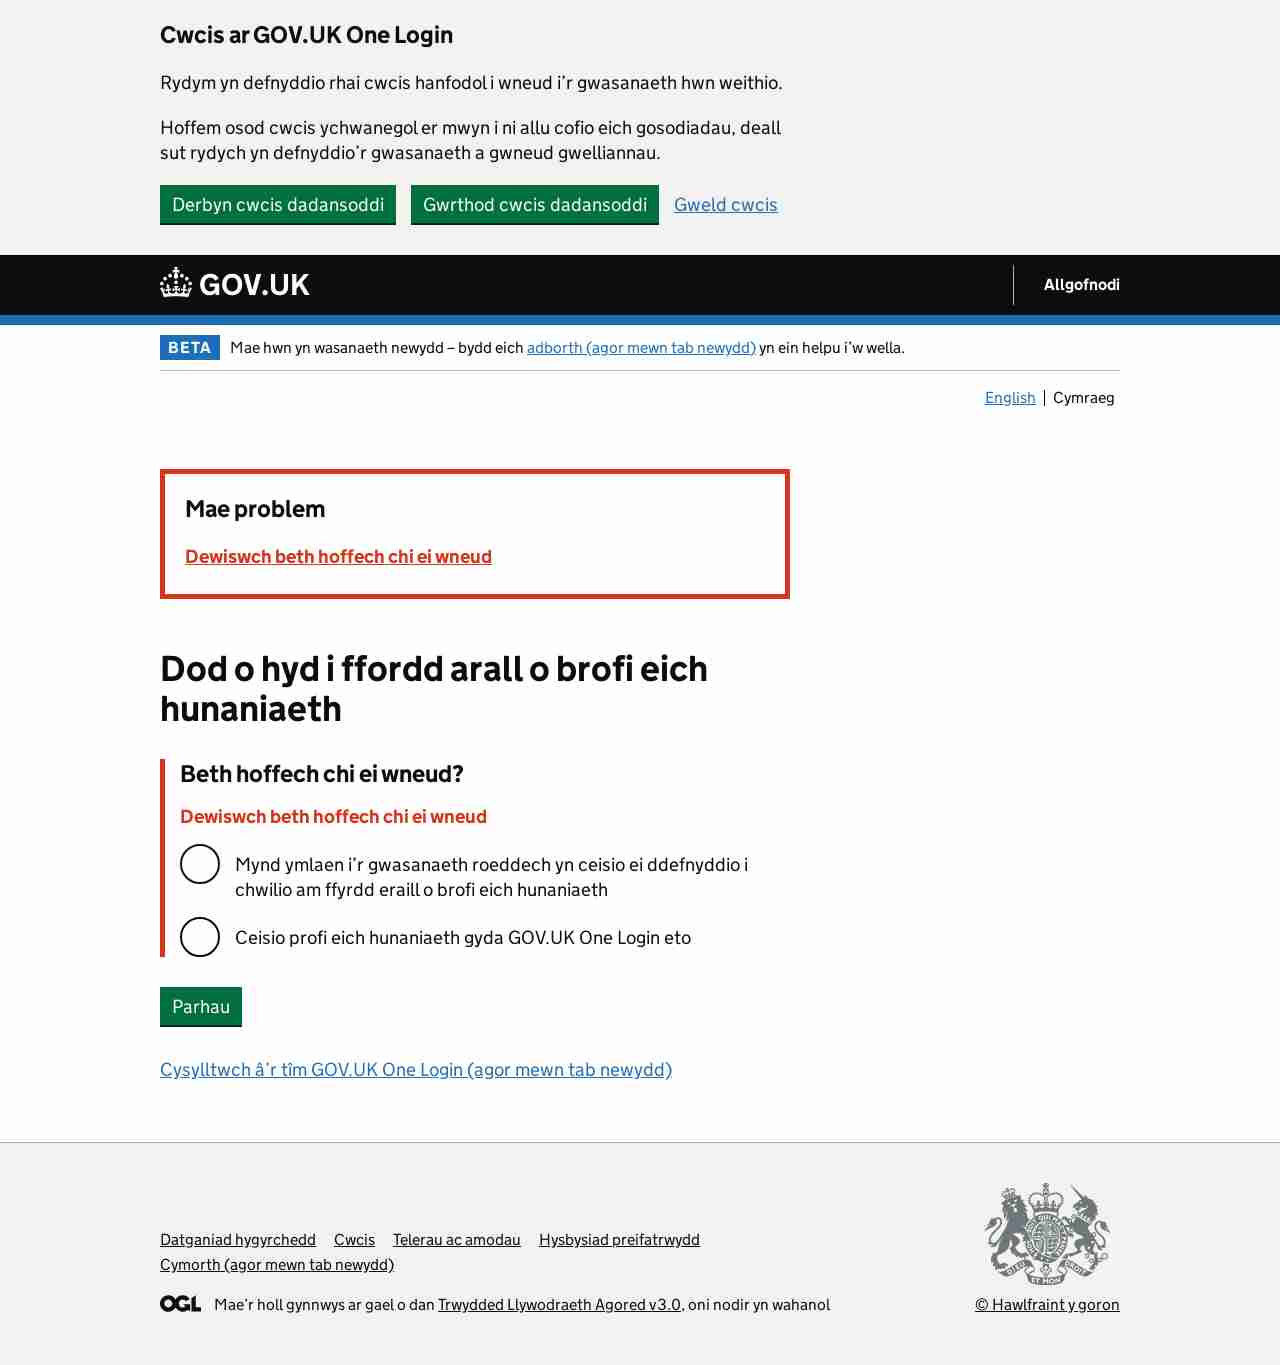 Cwcis ar GOV.UK One Login
Rydym yn defnyddio rhai cwcis hanfodol i wneud i’r gwasanaeth hwn weithio.
Hoffem osod cwcis ychwanegol er mwyn i ni allu cofio eich gosodiadau, deall
sut rydych yn defnyddio’r gwasanaeth a gwneud gwelliannau.
Derbyn cwcis dadansoddi Gwrthod cwcis dadansoddi Gweld cwcis
GOV.UK Allgofnodi
BETA Mae hwn yn wasanaeth newydd – bydd eich adborth (agor mewn tab newydd) yn ein helpu i’w wella.
English Cymraeg
Mae problem
Dewiswch beth hoffech chi ei wneud
Dod o hyd i ffordd arall o brofi eich
hunaniaeth
Beth hoffech chi ei wneud?
Dewiswch beth hoffech chi ei wneud
Mynd ymlaen i’r gwasanaeth roeddech yn ceisio ei ddefnyddio i
chwilio am ffyrdd eraill o brofi eich hunaniaeth
Ceisio profi eich hunaniaeth gyda GOV.UK One Login eto
Parhau
Cysylltwch â’r tîm GOV.UK One Login (agor mewn tab newydd)
Datganiad hygyrchedd Cwcis Telerau ac amodau Hysbysiad preifatrwydd
Cymorth (agor mewn tab newydd)
OGL Mae’r holl gynnwys ar gael o dan Trwydded Llywodraeth Agored v3.0, oni nodir yn wahanol
© Hawlfraint y goron